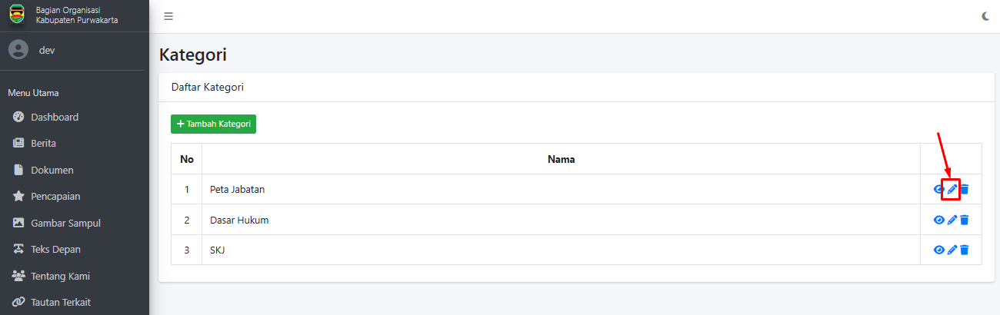 Bagian Organisasi
Kabupaten Purwakarta
dev
Menu Utama
Dashboard
Berita
Dokumen
Pencapaian
Gambar Sampul
Teks Depan
Tentang Kami
Tautan Terkait
Kategori
Daftar Kategori
+ Tambah Kategori
No Nama
1 Peta Jabatan
2 Dasar Hukum
3 SKJ